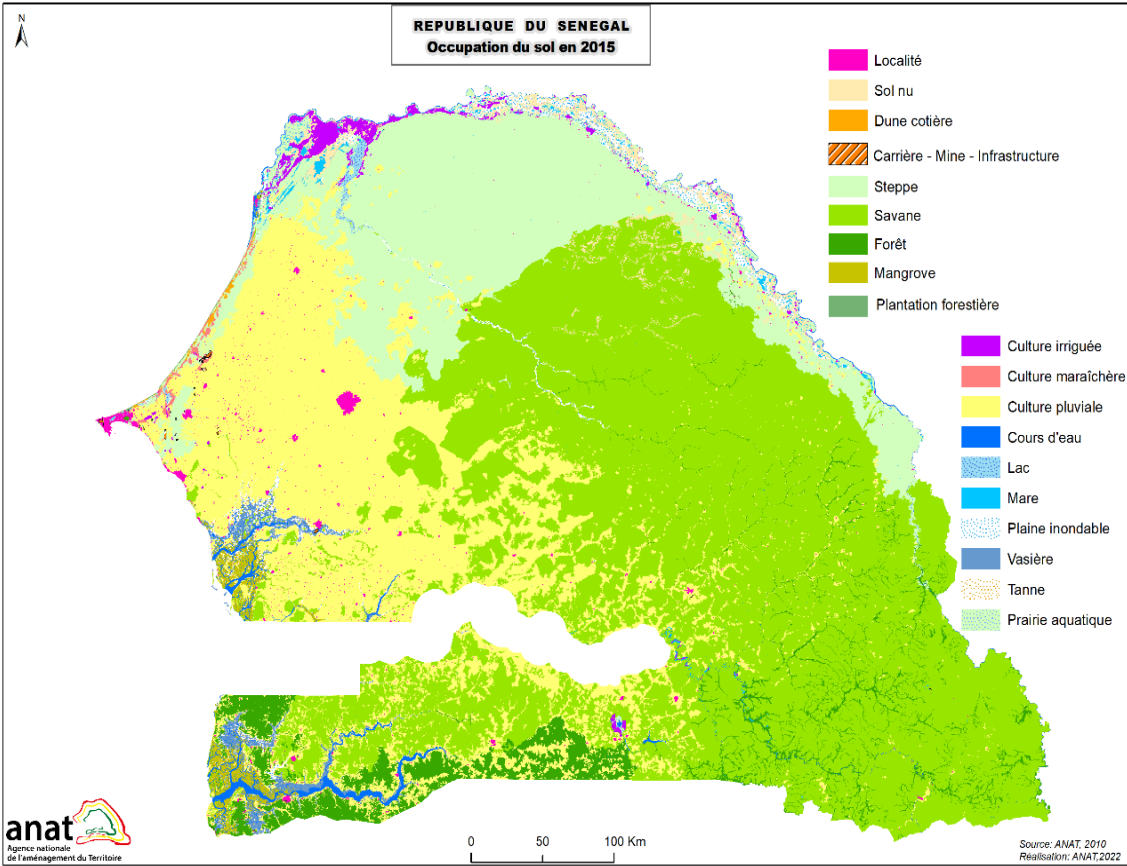 N
REPUBLIQUE DU SENEGAL
Occupation du sol en 2015
Localité
Sol nu
Dune cotière
Carrière - Mine - Infrastructure
Steppe
Savane
Forêt
Mangrove
Plantation forestière
Culture irriguée
Culture maraîchère
Culture pluviale
Cours d'eau
Lac
Mare
Plaine inondable
Vasière
Tanne
Prairie aquatique
anat
Agence nationale
de l'aménagement du Territoire
0 50 100 Km
Source: ANAT, 2010
Réalisation: ANAT,2022